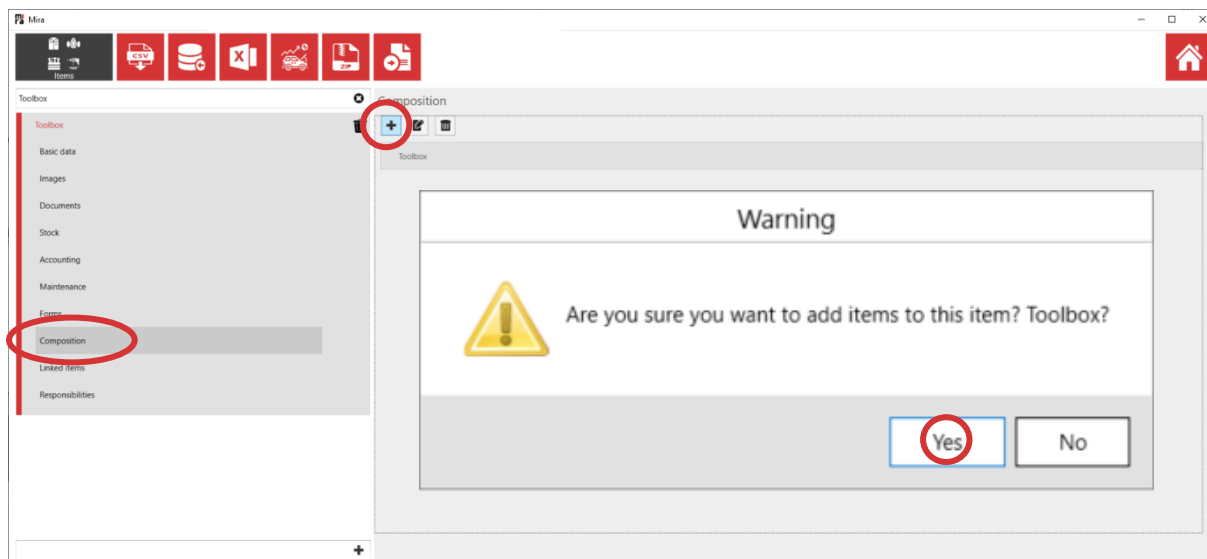 Mira
CSV
X
ZIP
Items
Toolbox
Composition
Toolbox
Basic data
Images
Documents
Stock
Accounting
Maintenance
Forms
Composition
Linked items
Responsibilities
Toolbox
Warning
Are you sure you want to add items to this item? Toolbox?
Yes
No